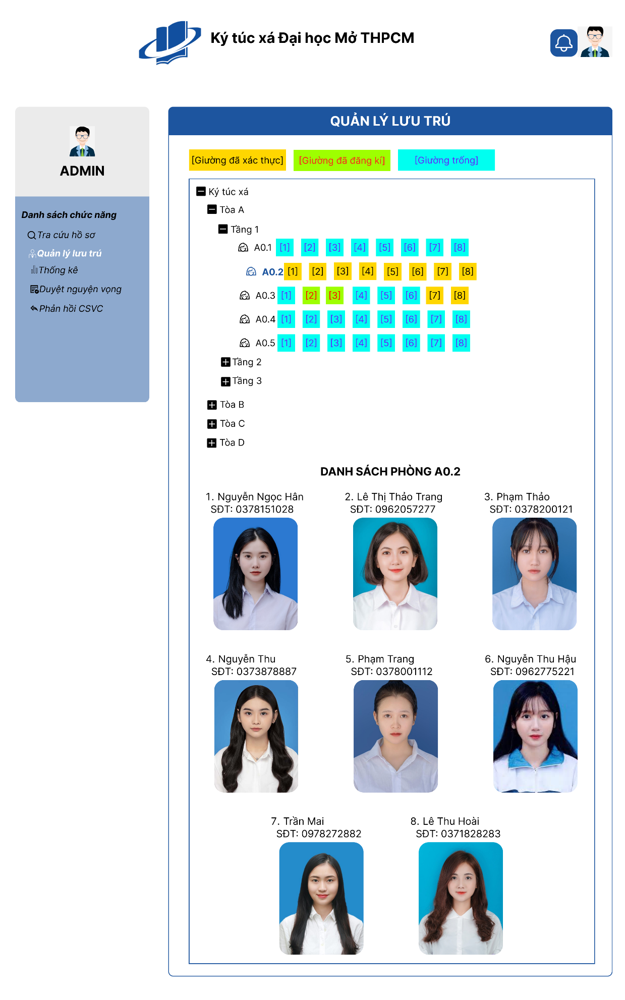 Ký túc xá Đại học Mở THPCM
ADMIN
Danh sách chức năng
Tra cứu hồ sơ
Quản lý lưu trú
Thống kê
Duyệt nguyện vọng
Phản hồi CSVC
QUẢN LÝ LƯU TRÚ
[Giường đã xác thực] [Giường đã đăng kí] [Giường trống]
Ký túc xá
Tòa A
Tầng 1
A0.1 [1] [2] [3] [4] [5] [6] [7] [8]
A0.2 [1] [2] [3] [4] [5] [6] [7] [8]
A0.3 [1] [2] [3] [4] [5] [6] [7] [8]
A0.4 [1] [2] [3] [4] [5] [6] [7] [8]
A0.5 [1] [2] [3] [4] [5] [6] [7] [8]
Tầng 2
Tầng 3
Tòa B
Tòa C
Tòa D
DANH SÁCH PHÒNG A0.2
1. Nguyễn Ngọc Hân
SĐT: 0378151028
2. Lê Thị Thảo Trang
SĐT: 0962057277
3. Phạm Thảo
SĐT: 0378200121
4. Nguyễn Thu
SĐT: 0373878887
5. Phạm Trang
SĐT: 0378001112
6. Nguyễn Thu Hậu
SĐT: 0962775221
7. Trần Mai
SĐT: 0978272882
8. Lê Thu Hoài
SĐT: 0371828283